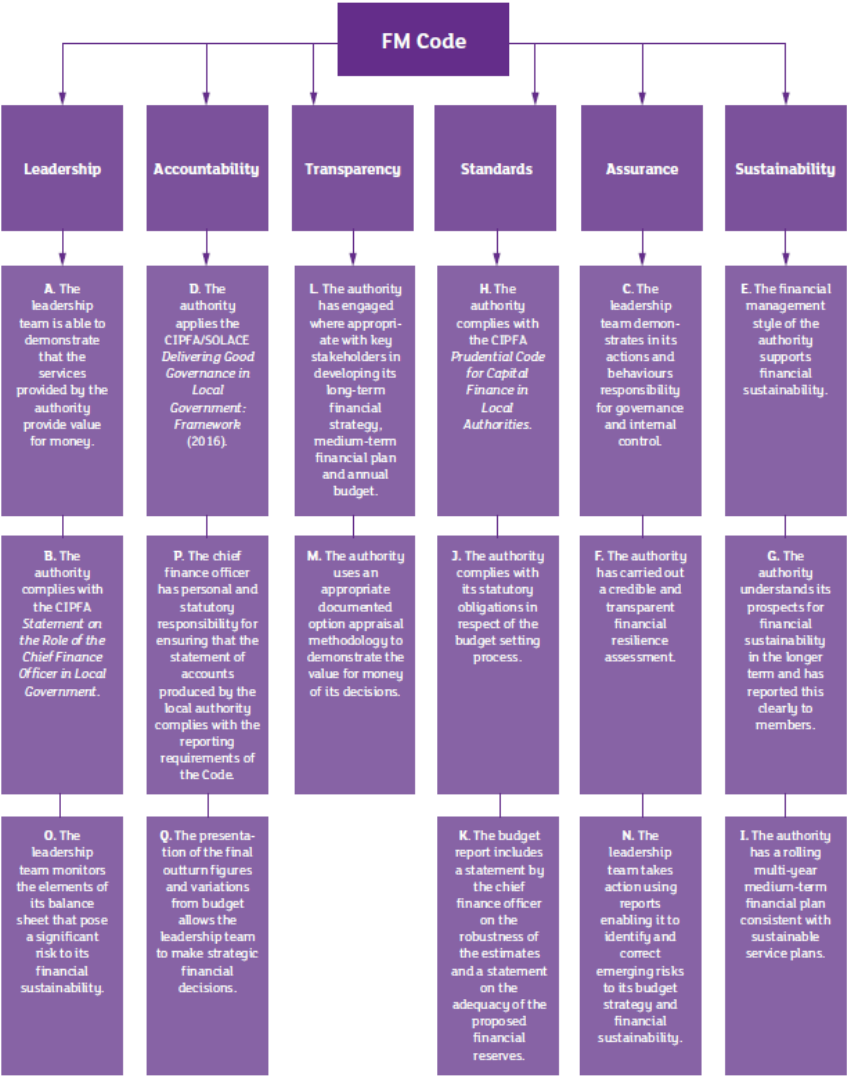 FM Code
Leadership
Accountability
Transparency
Standards
Assurance
Sustainability
A. The
leadership
team is able to
demonstrate
that the
services
provided by the
authority
provide value
for money.
D. The
authority
applies the
CIPFA/SOLACE
Delivering Good
Governance in
Local
Government:
Framework
(2016).
L. The authority
has engaged
where appropri-
ate with key
stakeholders in
developing its
long-term
financial
strategy,
medium-term
financial plan
and annual
budget.
H. The
authority
complies with
the CIPFA
Prudential Code
for Capital
Finance in
Local
Authorities.
C. The
leadership
team demon-
strates in its
actions and
behaviours
responsibility
for governance
and internal
control.
E. The financial
management
style of the
authority
supports
financial
sustainability.
B. The
authority
complies with
the CIPFA
Statement on
the Role of the
Chief Finance
Officer in Local
Government.
P. The chief
finance officer
has personal and
statutory
responsibility for
ensuring that the
statement of
accounts
produced by the
local authority
complies with the
reporting
requirements of
the Code.
M. The authority
uses an
appropriate
documented
option appraisal
methodology to
demonstrate the
value for money
of its decisions.
J. The authority
complies with
its statutory
obligations in
respect of the
budget setting
process.
F. The authority
has carried out
a credible and
transparent
financial
resilience
assessment.
G. The
authority
understands its
prospects for
financial
sustainability
in the longer
term and has
reported this
clearly to
members.
O. The
leadership
team monitors
the elements of
its balance
sheet that pose
a significant
risk to its
financial
sustainability.
Q. The presenta-
tion of the final
outturn figures
and variations
from budget
allows the
leadership team
to make strategic
financial
decisions.
K. The budget
report includes
a statement by
the chief
finance officer
on the
robustness of
the estimates
and a statement
on the
adequacy of the
proposed
financial
reserves.
N. The
leadership
team takes
action using
reports
enabling it to
identify and
correct
emerging risks
to its budget
strategy and
financial
sustainability.
I. The authority
has a rolling
multi-year
medium-term
financial plan
consistent with
sustainable
service plans.